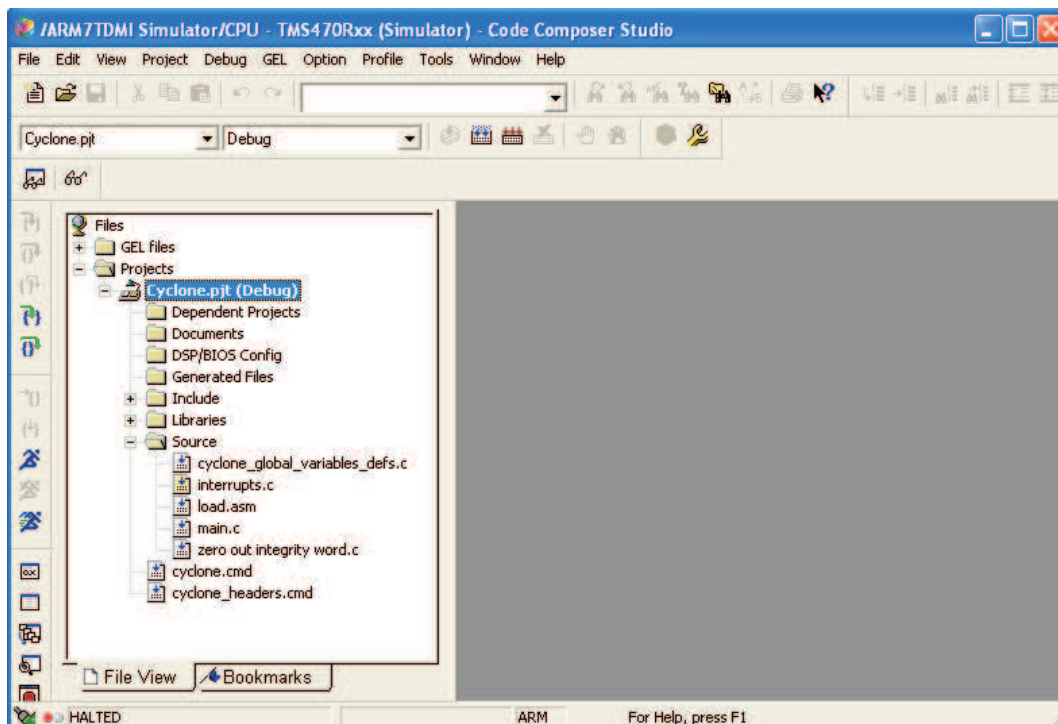 /ARM7TDMI Simulator/CPU - TMS470Rxx (Simulator) - Code Composer Studio
File Edit View Project Debug GEL Option Profile Tools Window Help
Cyclone.pjt Debug
Files
GEL files
Projects
Cyclone.pjt (Debug)
Dependent Projects
Documents
DSP/BIOS Config
Generated Files
Include
Libraries
Source
cyclone_global_variables_defs.c
interrupts.c
load.asm
main.c
zero out integrity word.c
cyclone.cmd
cyclone_headers.cmd
File View Bookmarks
HALTED ARM For Help, press F1